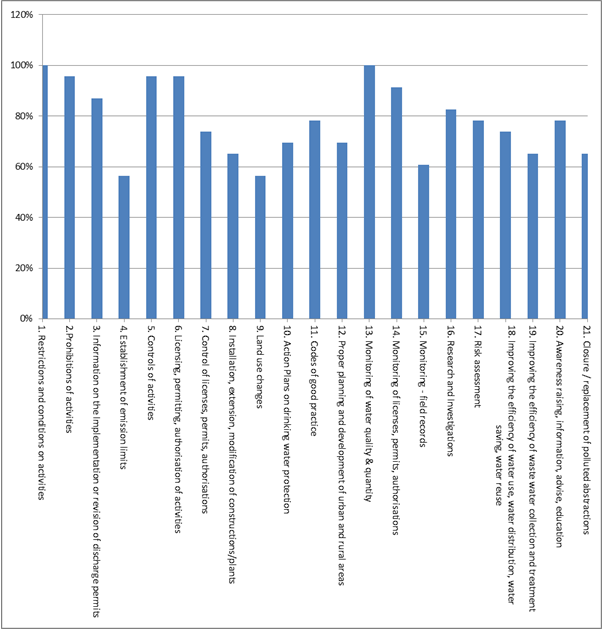 120%
100%
80%
60%
40%
20%
0%
1. Restrictions and conditions on activities
2.Prohibitions of activities
3. Information on the Implementation or revision of discharge permits
4. Establishment of emission limits
5. Controls of activities
6. Licensing, permitting, authorisation of activities
7. Control of licenses, permits, authorisations
8. Installation, extension, modification of constructions/plants
9. Land use changes
10. Action Plans on drinking water protection
11. Codes of good practice
12. Proper planning and development of urban and rural areas
13. Monitoring of water quality & quantity
14. Monitoring of licenses, permits, authorisations
15. Monitoring - field records
16. Research and Investigations
17. Risk assessment
18. Improving the efficiency of water use, water distribution, water
saving, water reuse
19. Improving the efficiency of waste water collection and treatment
20. Awareness raising, information, advise, education
21. Closure / replacement of polluted abstractions